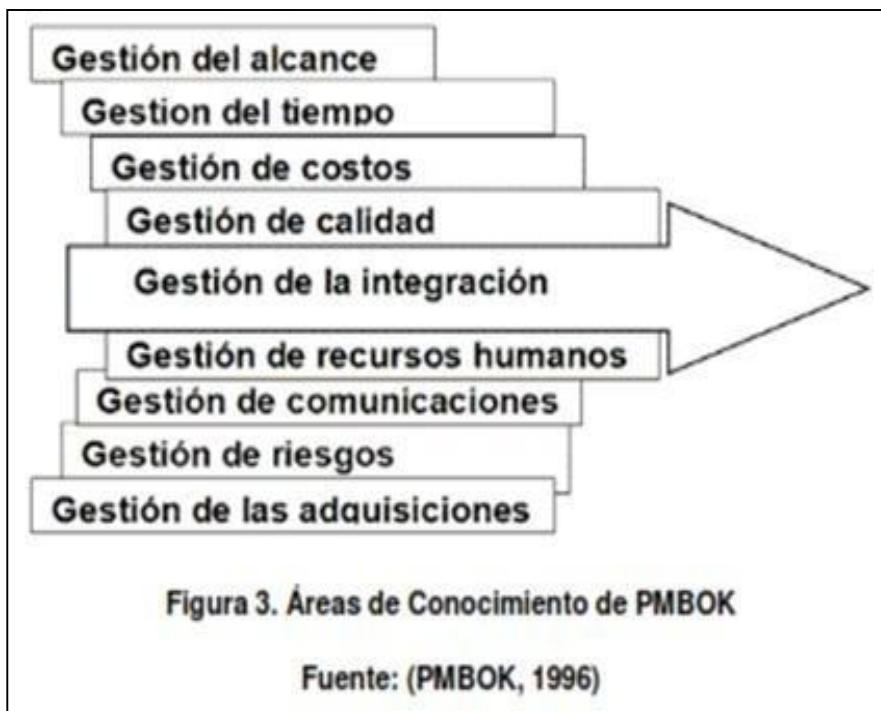 Gestión del alcance
Gestion del tiempo
Gestión de costos
Gestión de calidad
Gestión de la integración
Gestión de recursos humanos
Gestión de comunicaciones
Gestión de riesgos
Gestión de las adquisiciones
Figura 3. Áreas de Conocimiento de PMBOK
Fuente: (PMBOK, 1996)